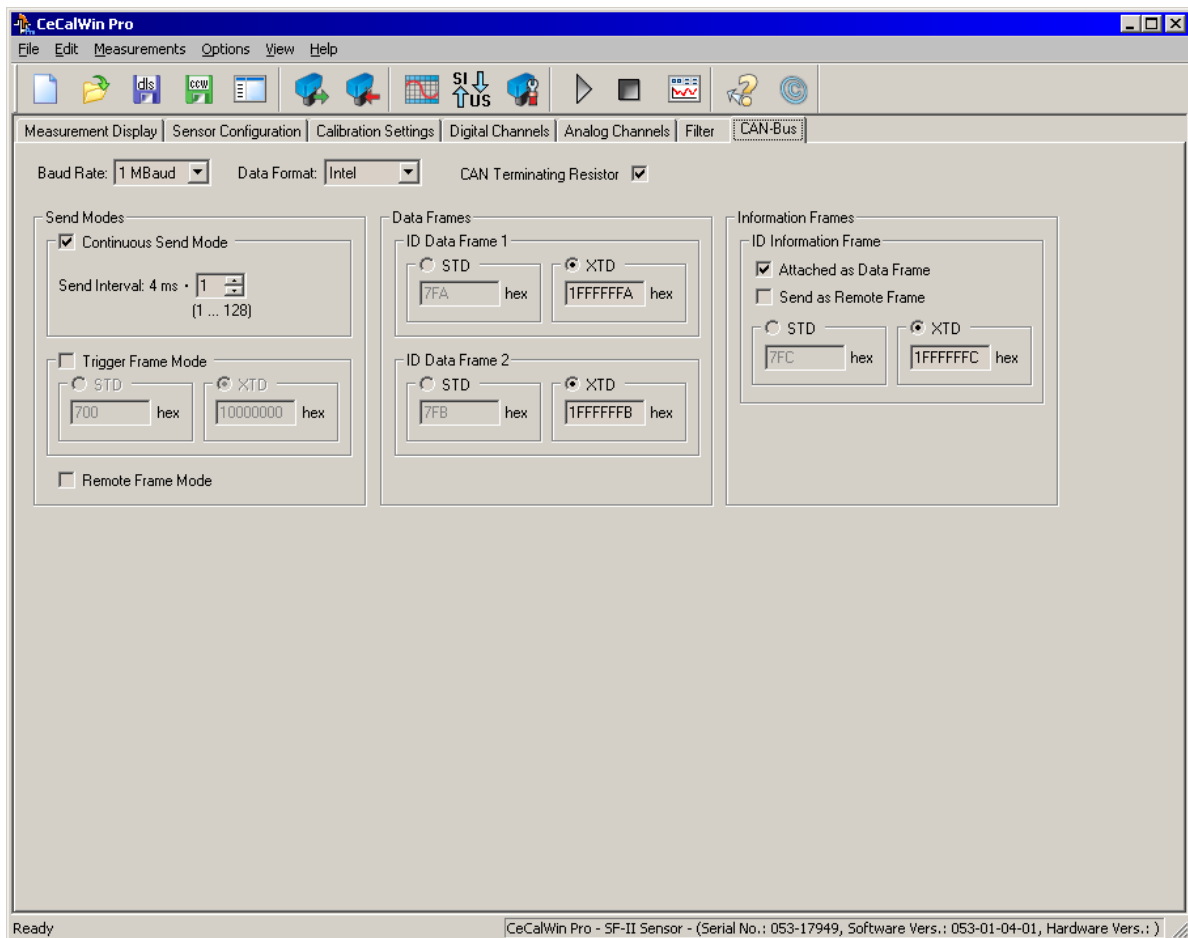 CeCalWin Pro
File Edit Measurements Options View Help
dls ccw SI US ? ©
Measurement Display Sensor Configuration Calibration Settings Digital Channels Analog Channels Filter CAN-Bus
Baud Rate: 1 MBaud Data Format: Intel CAN Terminating Resistor
Send Modes Data Frames Information Frames
Continuous Send Mode ID Data Frame 1 ID Information Frame
STD XTD Attached as Data Frame
Send Interval: 4 ms · 1 7FA hex 1FFFFFFA hex Send as Remote Frame
(1 ... 128)
STD XTD
Trigger Frame Mode ID Data Frame 2 7FC hex 1FFFFFFC hex
STD XTD STD XTD
700 hex 10000000 hex 7FB hex 1FFFFFFB hex
Remote Frame Mode
Ready CeCalWin Pro - SF-II Sensor - (Serial No.: 053-17949, Software Vers.: 053-01-04-01, Hardware Vers.: )